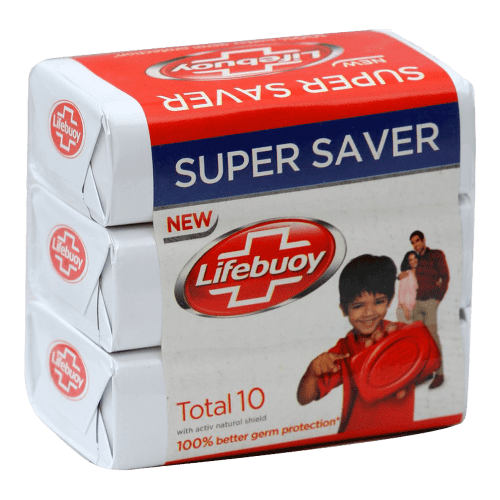 NEW
Lifebuoy
SUPER SAVER
SUPER SAVER
NEW
Lifebuoy
Total 10
with activ natural shield
100% better germ protection*
Lifebuoy
Lifebuoy
Lifebuoy